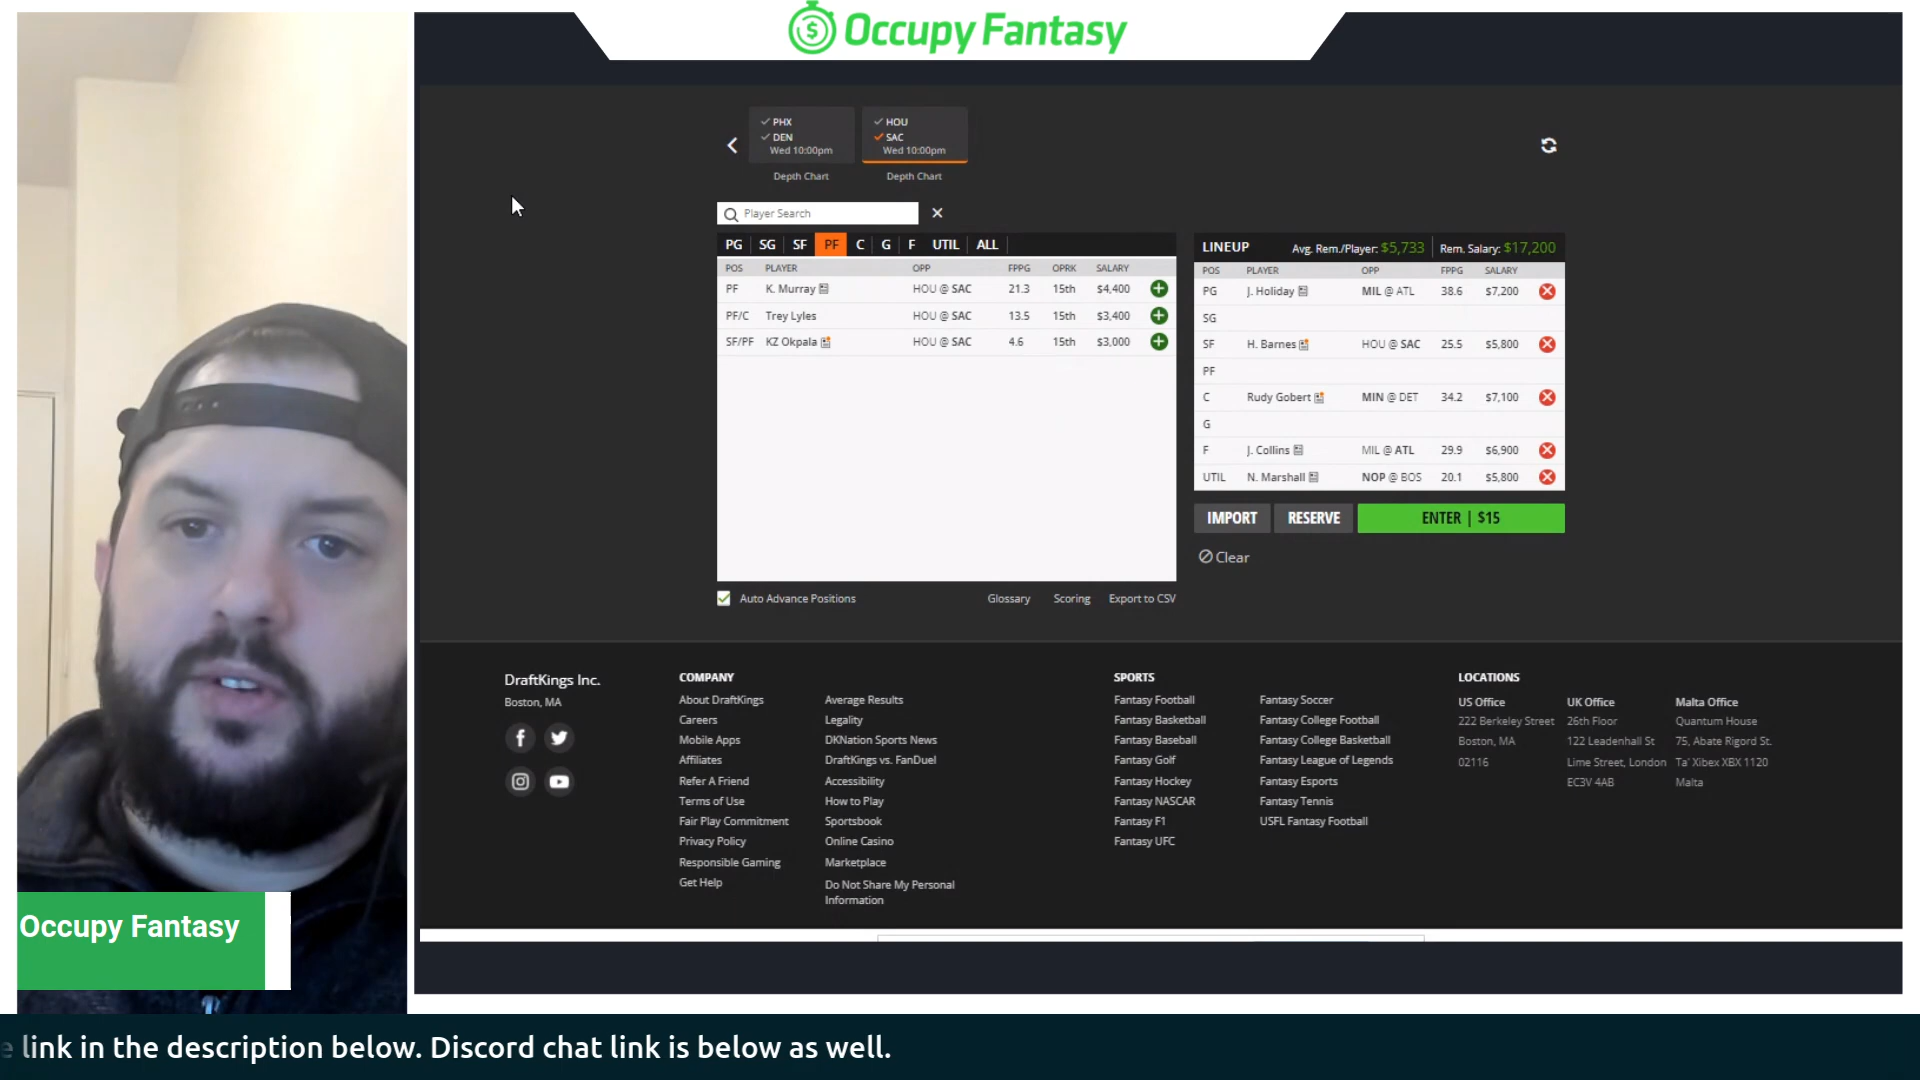 Occupy Fantasy
PHX
DEN
Wed 10:00pm
Depth Chart
HOU
SAC
Wed 10:00pm
Depth Chart
Player Search
PG SG SF PF C G F UTIL ALL
POS PLAYER OPP FPPG OPRK SALARY
PF K. Murray HOU @ SAC 21.3 15th $4,400
PF/C Trey Lyles HOU @ SAC 13.5 15th $3,400
SF/PF KZ Okpala HOU @ SAC 4.6 15th $3,000
Auto Advance Positions Glossary Scoring Export to CSV
LINEUP Avg. Rem./Player: $5,733 Rem. Salary: $17,200
POS PLAYER OPP FPPG SALARY
PG J. Holiday MIL @ ATL 38.6 $7,200
SG
SF H. Barnes HOU @ SAC 25.5 $5,800
PF
C Rudy Gobert MIN @ DET 34.2 $7,100
G
F J. Collins MIL @ ATL 29.9 $6,900
UTIL N. Marshall NOP @ BOS 20.1 $5,800
IMPORT RESERVE ENTER | $15
Clear
DraftKings Inc.
Boston, MA
COMPANY
About DraftKings
Careers
Mobile Apps
Affiliates
Refer A Friend
Terms of Use
Fair Play Commitment
Privacy Policy
Responsible Gaming
Get Help
Average Results
Legality
DKNation Sports News
DraftKings vs. FanDuel
Accessibility
How to Play
Sportsbook
Online Casino
Marketplace
Do Not Share My Personal
Information
SPORTS
Fantasy Football
Fantasy Basketball
Fantasy Baseball
Fantasy Golf
Fantasy Hockey
Fantasy NASCAR
Fantasy F1
Fantasy UFC
Fantasy Soccer
Fantasy College Football
Fantasy College Basketball
Fantasy League of Legends
Fantasy Esports
Fantasy Tennis
USFL Fantasy Football
LOCATIONS
US Office
222 Berkeley Street
Boston, MA
02116
UK Office
26th Floor
122 Leadenhall St
Lime Street, London
EC3V 4AB
Malta Office
Quantum House
75, Abate Rigord St.
Ta' Xibex XBX 1120
Malta
Occupy Fantasy
e link in the description below. Discord chat link is below as well.